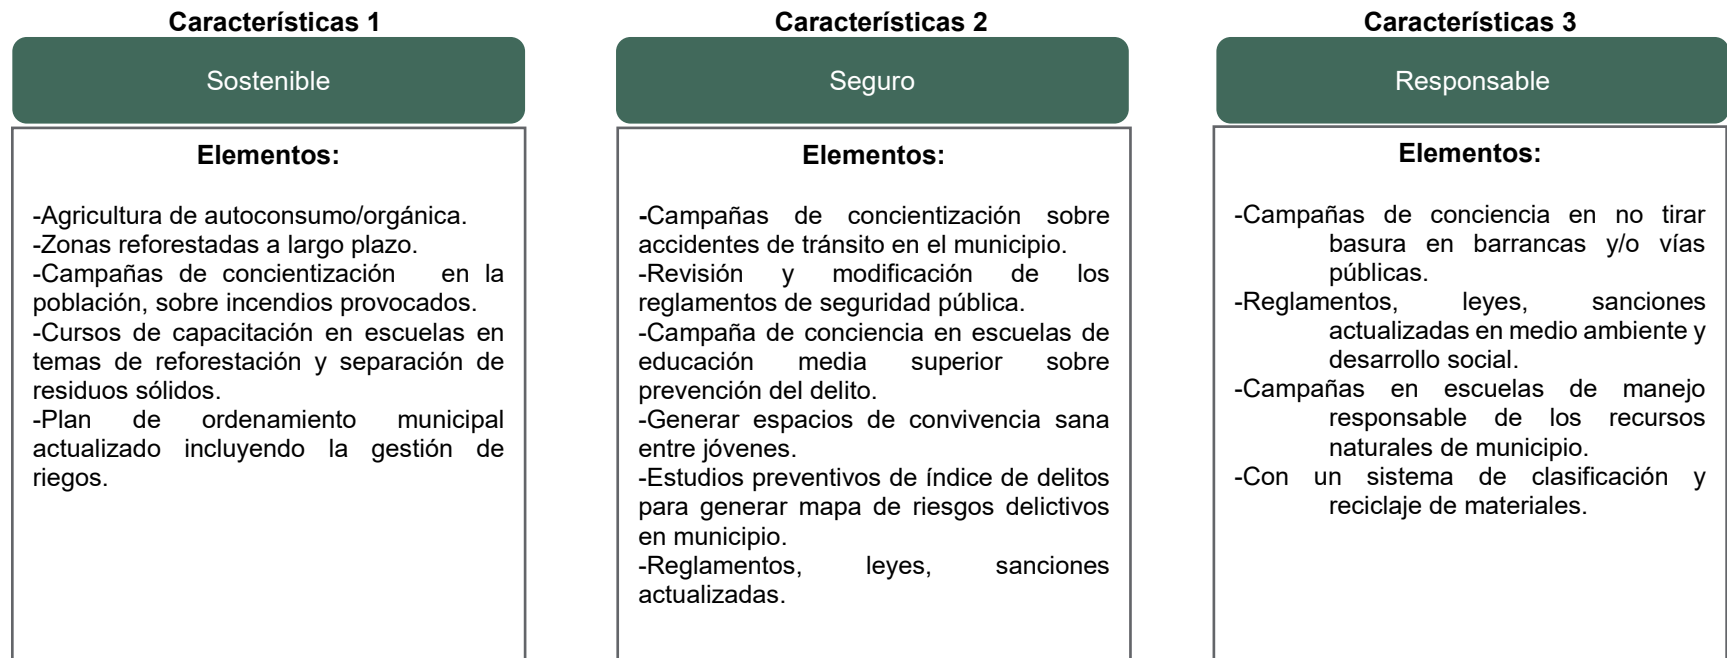 Características 1
Sostenible
Elementos:
-Agricultura de autoconsumo/orgánica.
-Zonas reforestadas a largo plazo.
-Campañas de concientización en la
población, sobre incendios provocados.
-Cursos de capacitación en escuelas en
temas de reforestación y separación de
residuos sólidos.
-Plan de ordenamiento municipal
actualizado incluyendo la gestión de
riegos.
Características 2
Seguro
Elementos:
-Campañas de concientización sobre
accidentes de tránsito en el municipio.
-Revisión y modificación de los
reglamentos de seguridad pública.
-Campaña de conciencia en escuelas de
educación media superior sobre
prevención del delito.
-Generar espacios de convivencia sana
entre jóvenes.
-Estudios preventivos de índice de delitos
para generar mapa de riesgos delictivos
en municipio.
-Reglamentos, leyes, sanciones
actualizadas.
Características 3
Responsable
Elementos:
-Campañas de conciencia en no tirar
basura en barrancas y/o vías
públicas.
-Reglamentos, leyes, sanciones
actualizadas en medio ambiente y
desarrollo social.
-Campañas en escuelas de manejo
responsable de los recursos
naturales de municipio.
-Con un sistema de clasificación y
reciclaje de materiales.